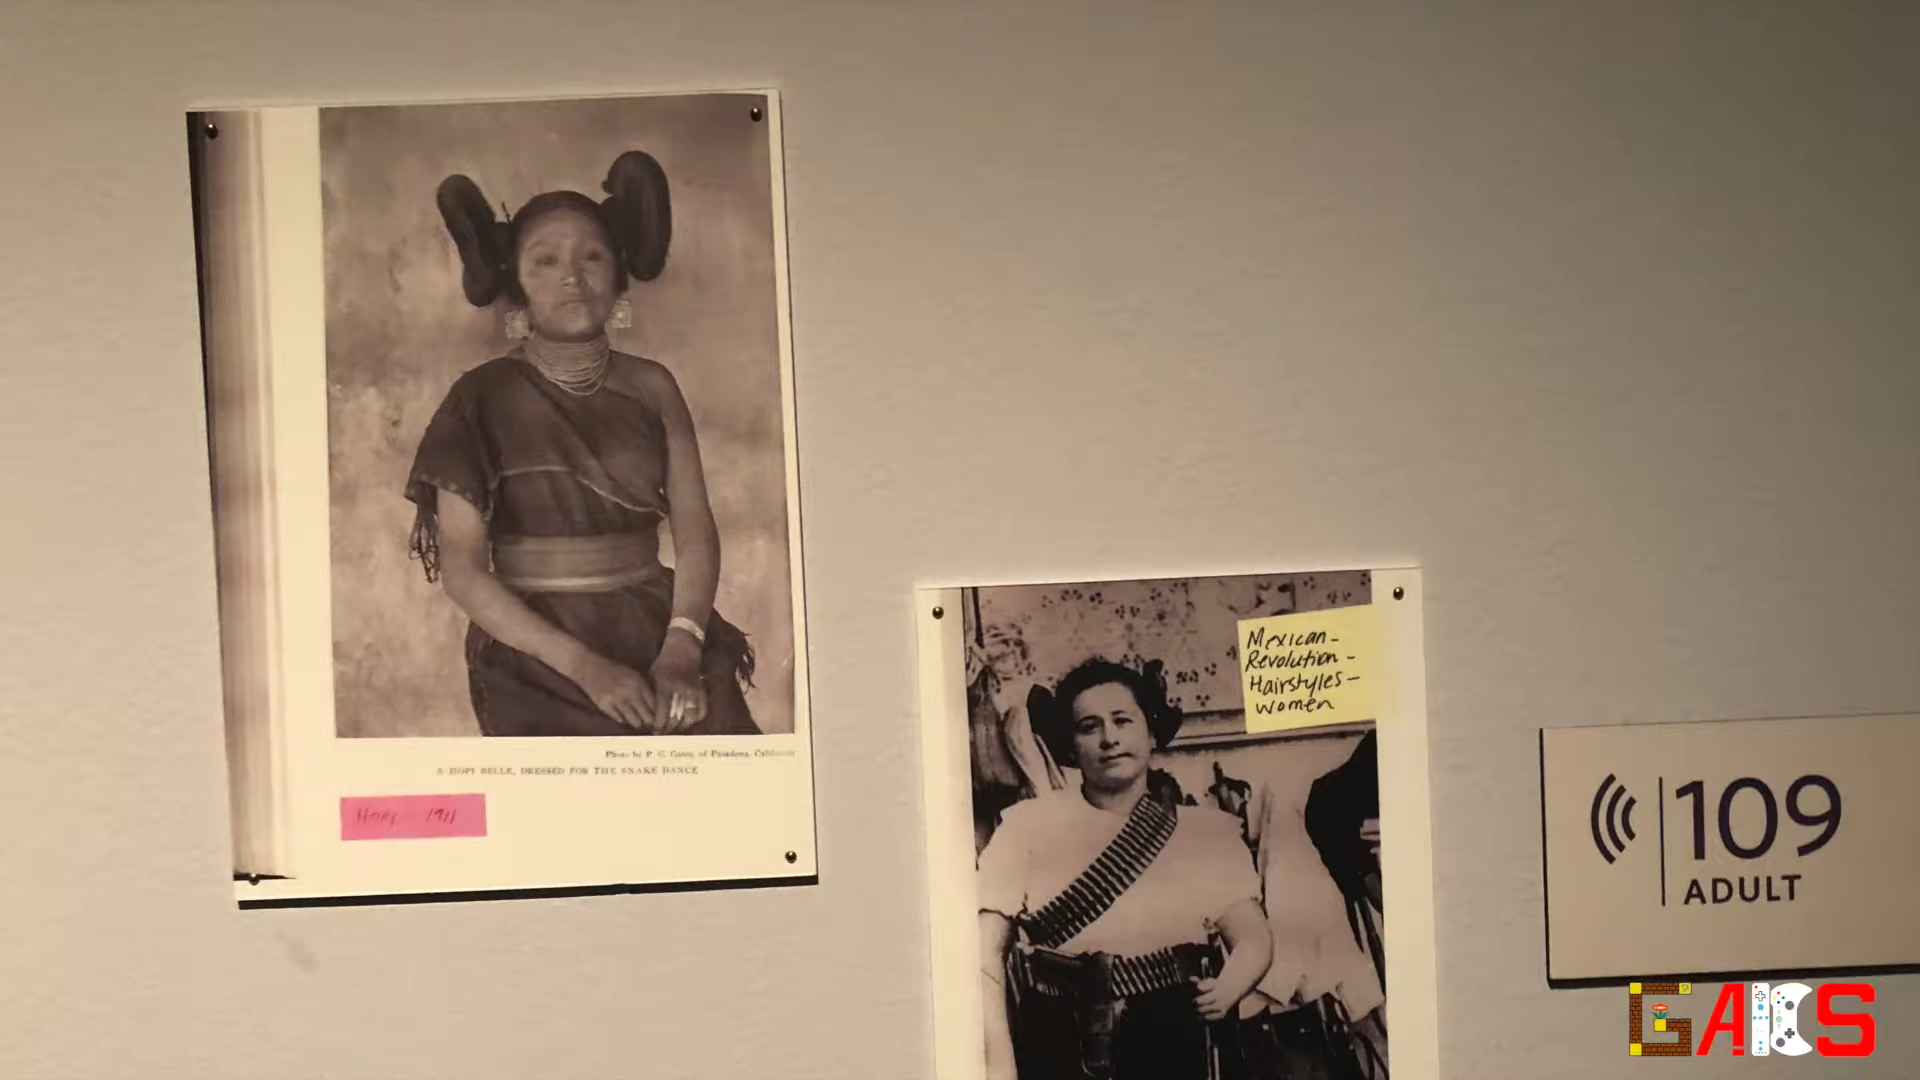 Photo by P. G. Gates, of Pasadena, California
A HOPI BELLE, DRESSED FOR THE SNAKE DANCE
Hopi - 1911
Mexican-
Revolution-
Hairstyles-
Women
109
ADULT
GAICS